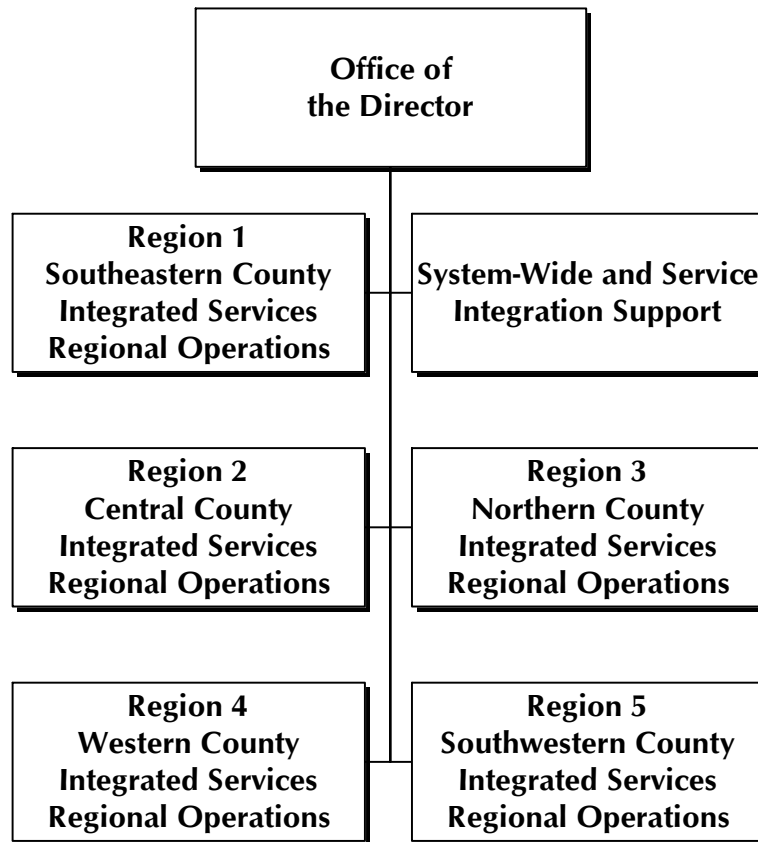 Office of
the Director
Region 1
Southeastern County
Integrated Services
Regional Operations
System-Wide and Service
Integration Support
Region 2
Central County
Integrated Services
Regional Operations
Region 3
Northern County
Integrated Services
Regional Operations
Region 4
Western County
Integrated Services
Regional Operations
Region 5
Southwestern County
Integrated Services
Regional Operations